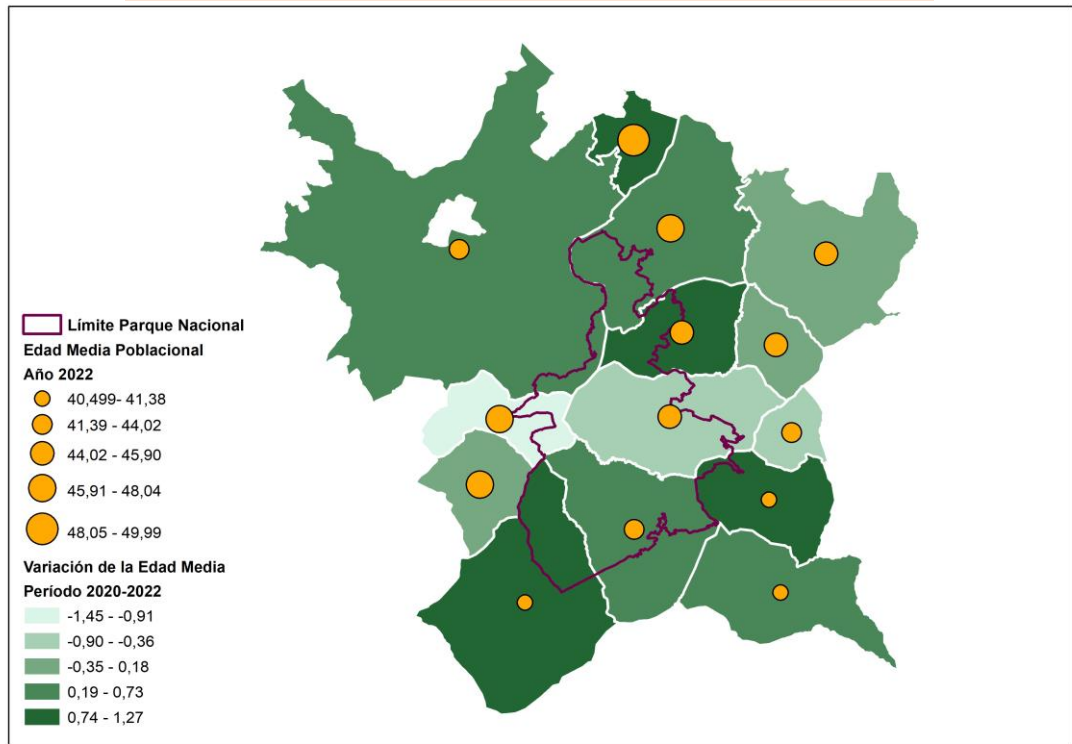 Límite Parque Nacional
Edad Media Poblacional
Año 2022
40,499- 41,38
41,39 - 44,02
44,02 - 45,90
45,91 - 48,04
48,05 - 49,99
Variación de la Edad Media
Período 2020-2022
-1,45 - -0,91
-0,90 - -0,36
-0,35 - 0,18
0,19 - 0,73
0,74 - 1,27